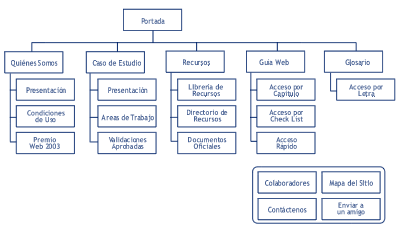 Portada
Quiénes Somos
Caso de Estudio
Recursos
Guia Web
Glosario
Presentación
Presentación
Librería de
Recursos
Acceso por
Capítulo
Acceso por
Letra
Condiciones
de Uso
Areas de Trabajo
Directorio de
Recursos
Acceso por
Check List
Premio
Web 2003
Validaciones
Aprobadas
Documentos
Oficiales
Acceso
Rápido
Colaboradores
Mapa del Sitio
Contáctenos
Enviar a
un amigo